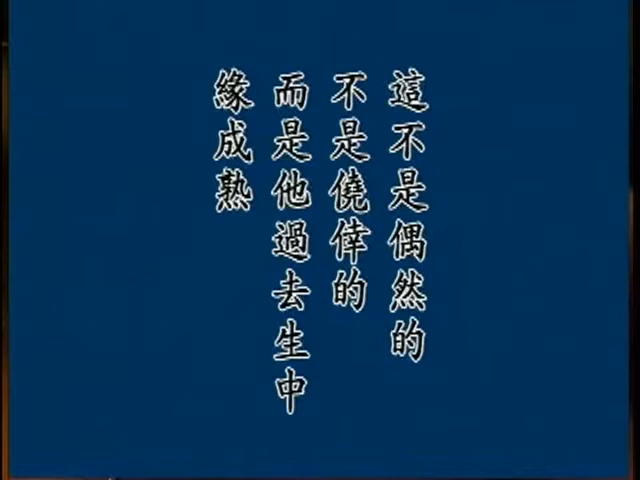 這不是偶然的
不是僥倖的
而是他過去生中
緣成熟